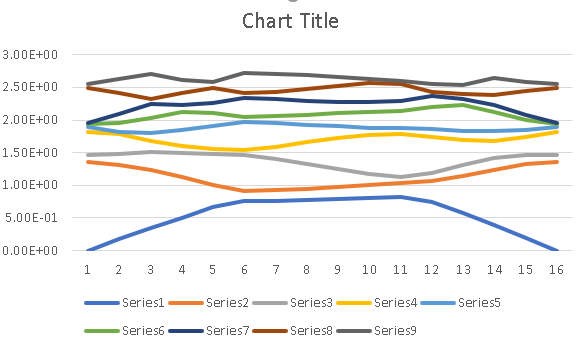 Chart Title
3.00E+00
2.50E+00
2.00E+00
1.50E+00
1.00E+00
5.00E-01
0.00E+00
1 2 3 4 5 6 7 8 9 10 11 12 13 14 15 16
Series1 Series2 Series3 Series4 Series5
Series6 Series7 Series8 Series9